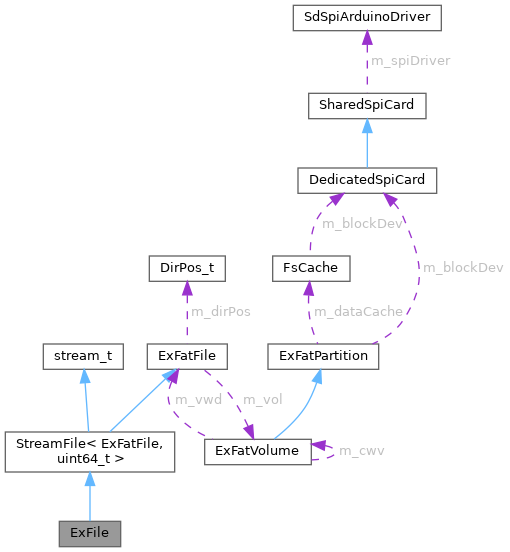 SdSpiArduinoDriver
m_spiDriver
SharedSpiCard
DedicatedSpiCard
m_blockDev
DirPos_t
FsCache
m_blockDev
m_dirPos
m_dataCache
stream_t
ExFatFile
ExFatPartition
m_vwd
m_vol
StreamFile< ExFatFile,
uint64_t >
ExFatVolume
m_cwv
ExFile